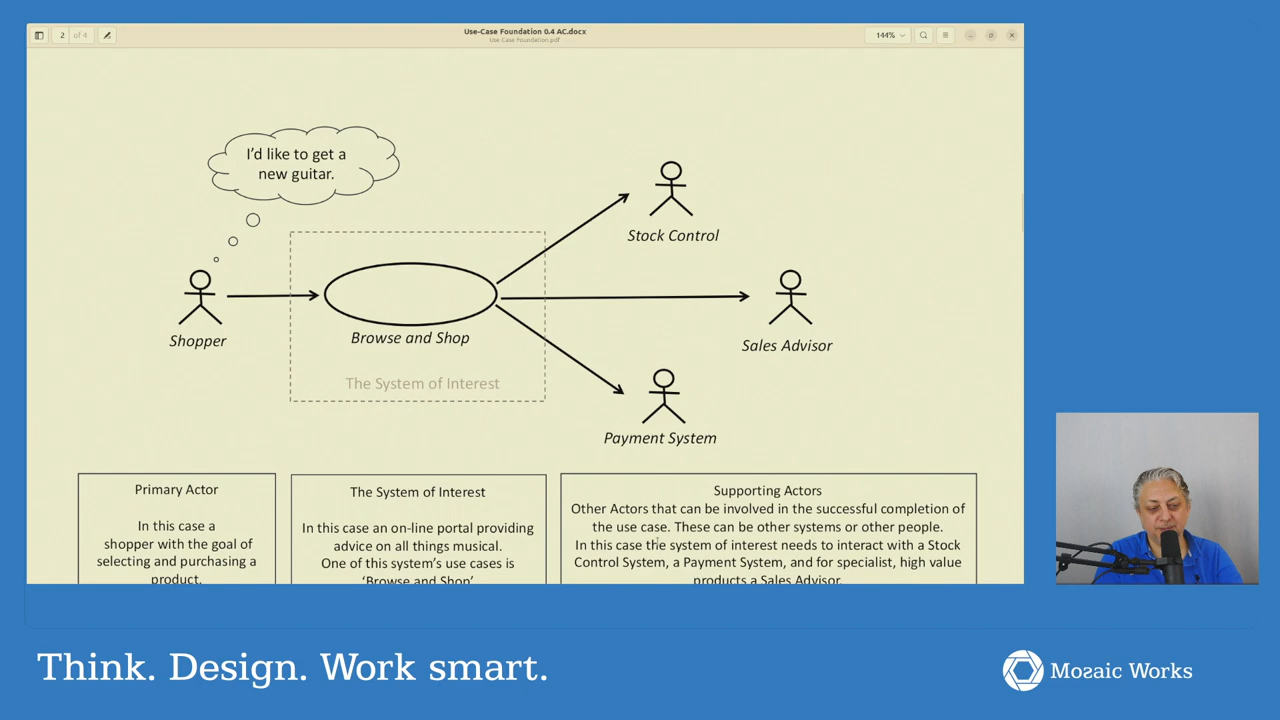 2 of 4
Use-Case Foundation 0.4 AC.docx
Use Case Foundation.pdf
144%
I'd like to get a
new guitar.
Stock Control
Shopper
Browse and Shop
The System of Interest
Sales Advisor
Payment System
Primary Actor
In this case a
shopper with the goal of
selecting and purchasing a
product.
The System of Interest
In this case an on-line portal providing
advice on all things musical.
One of this system's use cases is
'Browse and Shop'
Supporting Actors
Other Actors that can be involved in the successful completion of
the use case. These can be other systems or other people.
In this case the system of interest needs to interact with a Stock
Control System, a Payment System, and for specialist, high value
products a Sales Advisor.
Think. Design. Work smart.
Mozaic Works